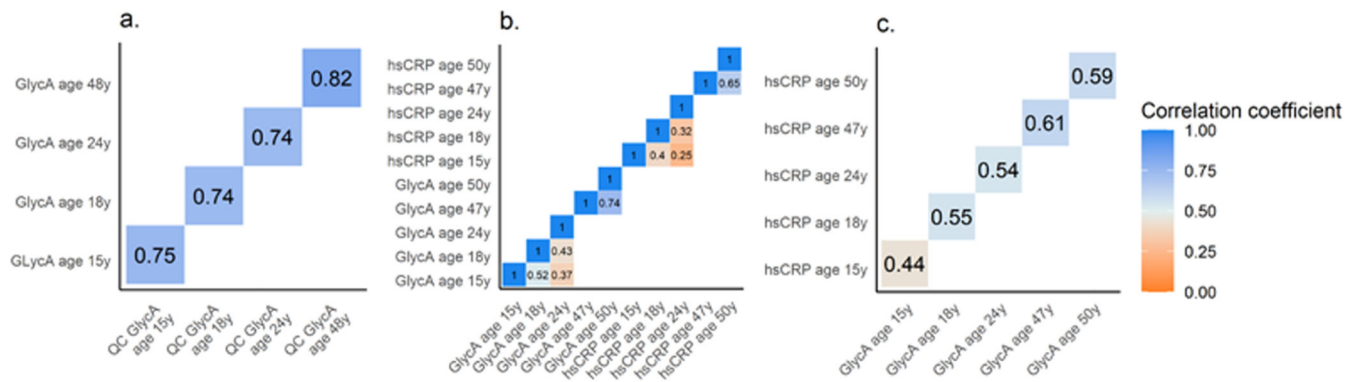 a.
GlycA age 48y
GlycA age 24y
GlycA age 18y
GLycA age 15y
0.82
0.74
0.74
0.75
QC GlycA
age 15y
QC GlycA
age 18y
QC GlycA
age 24y
QC GlycA
age 48y
b.
hsCRP age 50y
hsCRP age 47y
hsCRP age 24y
hsCRP age 18y
hsCRP age 15y
GlycA age 50y
GlycA age 47y
GlycA age 24y
GlycA age 18y
GlycA age 15y
1
1 0.65
1
1 0.32
1 0.4 0.25
1
1 0.74
1
1 0.43
1 0.52 0.37
GlycA age 15y
GlycA age 18y
GlycA age 24y
GlycA age 47y
GlycA age 50y
hsCRP age 15y
hsCRP age 18y
hsCRP age 24y
hsCRP age 47y
hsCRP age 50y
c.
hsCRP age 50y
hsCRP age 47y
hsCRP age 24y
hsCRP age 18y
hsCRP age 15y
0.59
0.61
0.54
0.55
0.44
GlycA age 15y
GlycA age 18y
GlycA age 24y
GlycA age 47y
GlycA age 50y
Correlation coefficient
1.00
0.75
0.50
0.25
0.00